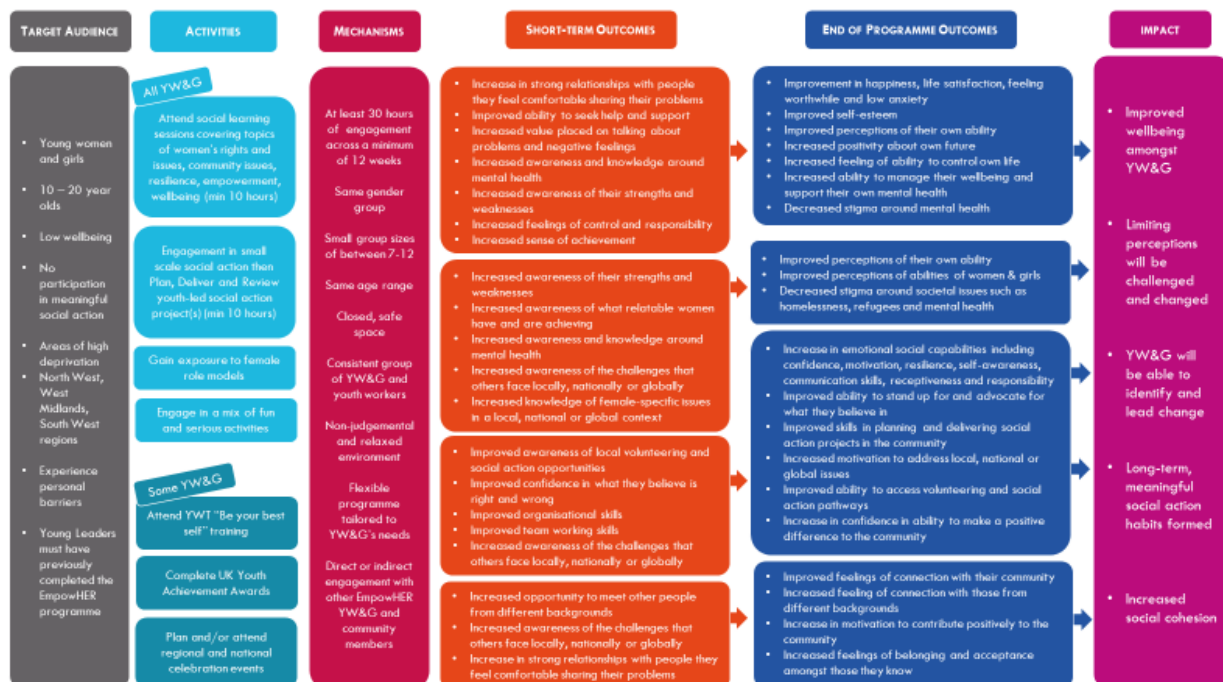 TARGET AUDIENCE
ACTIVITIES
MECHANISMS
SHORT-TERM OUTCOMES
END OF PROGRAMME OUTCOMES
IMPACT
• Young women
and girls
• 10 – 20 year
olds
• Low wellbeing
• No
participation
in meaningful
social action
• Areas of high
deprivation
• North West,
West
Midlands,
South West
regions
• Experience
personal
barriers
• Young Leaders
must have
previously
completed the
EmpowHER
programme
All YW&G
Attend social learning
sessions covering topics
of women's rights and
issues, community issues,
resilience, empowerment,
wellbeing (min 10 hours)
Engagement in small
scale social action then
Plan, Deliver and Review
youth-led social action
project(s) (min 10 hours)
Gain exposure to female
role models
Engage in a mix of fun
and serious activities
Some YW&G
Attend YWT "Be your best
self" training
Complete UK Youth
Achievement Awards
Plan and/or attend
regional and national
celebration events
At least 30 hours
of engagement
across a minimum
of 12 weeks
Same gender
group
Small group sizes
of between 7-12
Same age range
Closed, safe
space
Consistent group
of YW&G and
youth workers
Non-judgemental
and relaxed
environment
Flexible
programme
tailored to
YW&G's needs
Direct or indirect
engagement with
other EmpowHER
YW&G and
community
members
• Increase in strong relationships with people
they feel comfortable sharing their problems
• Improved ability to seek help and support
• Increased value placed on talking about
problems and negative feelings
• Increased awareness and knowledge around
mental health
• Increased awareness of their strengths and
weaknesses
• Increased feelings of control and responsibility
• Increased sense of achievement
• Increased awareness of their strengths and
weaknesses
• Increased awareness of what relatable women
have and are achieving
• Increased awareness and knowledge around
mental health
• Increased awareness of the challenges that
others face locally, nationally or globally
• Increased knowledge of female-specific issues
in a local, national or global context
• Improved awareness of local volunteering and
social action opportunities
• Improved confidence in what they believe is
right and wrong
• Improved organisational skills
• Improved team working skills
• Increased awareness of the challenges that
others face locally, nationally or globally
• Increased opportunity to meet other people
from different backgrounds
• Increased awareness of the challenges that
others face locally, nationally or globally
• Increase in strong relationships with people they
feel comfortable sharing their problems
• Improvement in happiness, life satisfaction, feeling
worthwhile and low anxiety
• Improved self-esteem
• Improved perceptions of their own ability
• Increased positivity about own future
• Increased feeling of ability to control own life
• Increased ability to manage their wellbeing and
support their own mental health
• Decreased stigma around mental health
• Improved perceptions of their own ability
• Improved perceptions of abilities of women & girls
• Decreased stigma around societal issues such as
homelessness, refugees and mental health
• Increase in emotional social capabilities including
confidence, motivation, resilience, self-awareness,
communication skills, receptiveness and responsibility
• Improved ability to stand up for and advocate for
what they believe in
• Improved skills in planning and delivering social
action projects in the community
• Increased motivation to address local, national or
global issues
• Improved ability to access volunteering and social
action pathways
• Increase in confidence in ability to make a positive
difference to the community
• Improved feelings of connection with their community
• Increased feeling of connection with those from
different backgrounds
• Increase in motivation to contribute positively to the
community
• Increased feelings of belonging and acceptance
amongst those they know
• Improved
wellbeing
amongst
YW&G
• Limiting
perceptions
will be
challenged
and changed
• YW&G will
be able to
identify and
lead change
• Long-term,
meaningful
social action
habits formed
• Increased
social cohesion